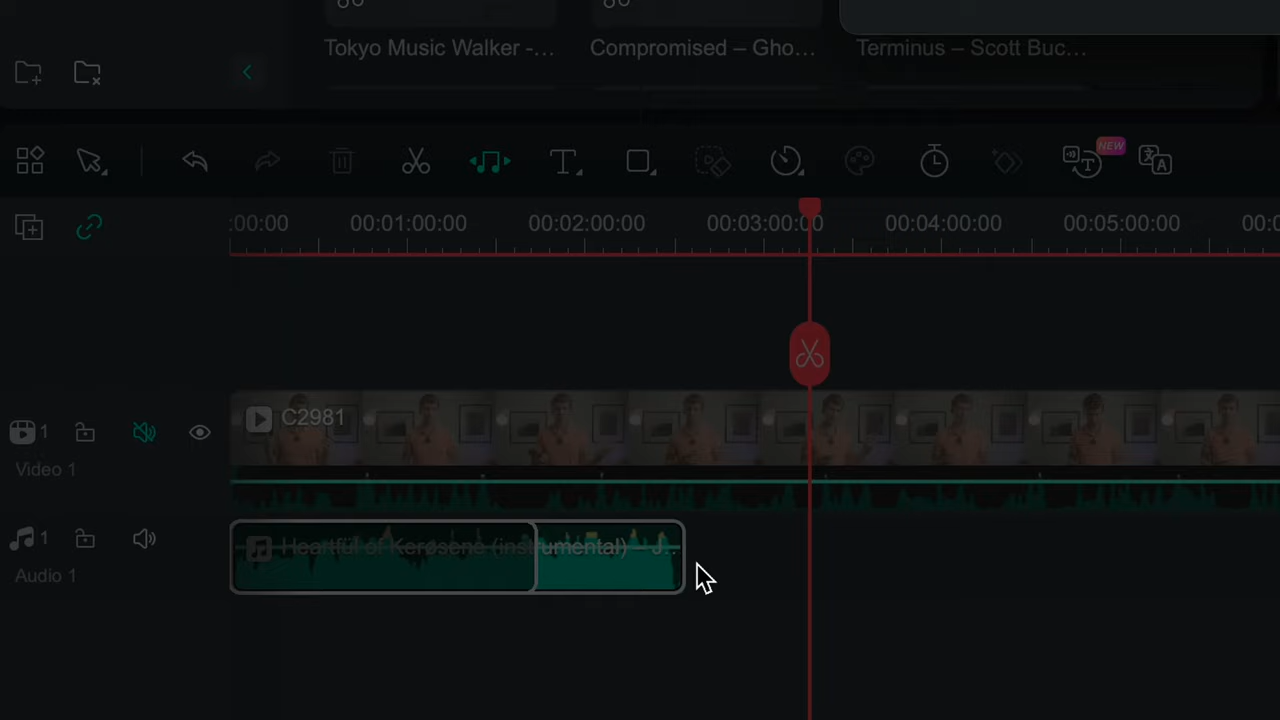 Tokyo Music Walker -...
Compromised – Gho...
Terminus – Scott Buc...
NEW
:00:00 00:01:00:00 00:02:00:00 00:03:00:00 00:04:00:00 00:05:00:00 00:0
C2981
1
Video 1
Heartful of Kerosene (instrumental) – J...
1
Audio 1